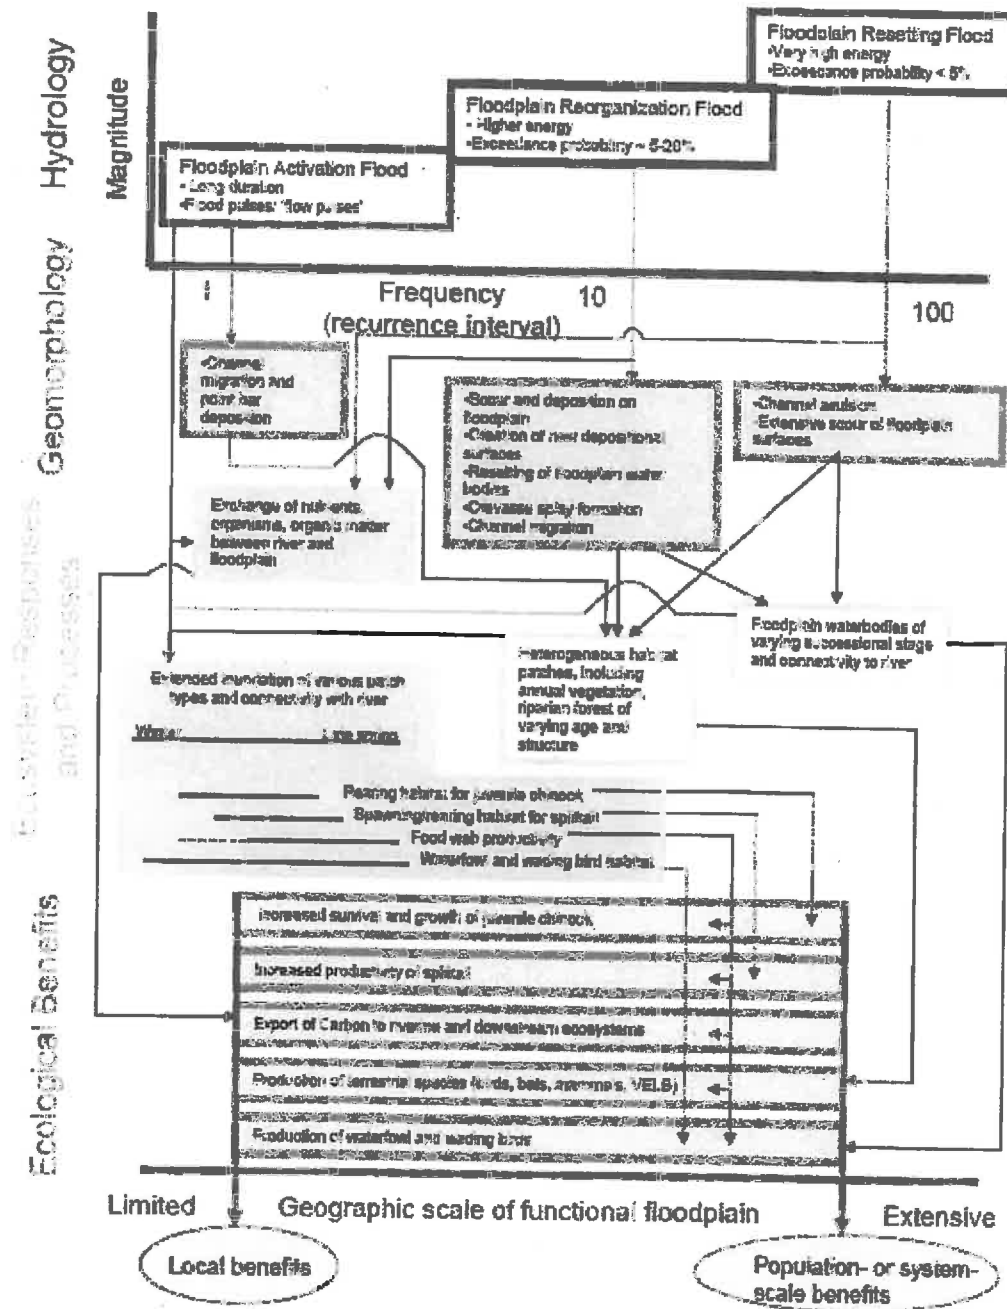 Hydrology
Magnitude
Floodplain Resetting Flood
•Very high energy
•Exceedance probability < 5%
Floodplain Reorganization Flood
• Higher energy
•Exceedance probability ~ 5-20%
Floodplain Activation Flood
• Long duration
•Flood pulses/
Frequency
(recurrence interval)
10
100
Geomorphology
migration and
point bar
deposition
•Scour and deposition on
floodplain
•Creation of new depositional
surfaces
•Resetting of floodplain water
bodies
•Crevasse splay formation
•Channel migration
•Channel avulsion
•Extensive scour of floodplain
surfaces
Exchange of nutrients,
organisms, organic matter
between river and
floodplain
Ecosystem Responses
and Processes
Floodplain waterbodies of
varying successional stage
and connectivity to river
Heterogeneous habitat
patches, including
annual vegetation,
riparian forest of
varying age and
structure
Extended inundation of various patch
types and connectivity with river
Rearing habitat for juvenile chinook
Spawning/rearing habitat for splittail
Food web productivity
Waterfowl and wading bird habitat
Ecological Benefits
Increased survival and growth of juvenile chinook
Increased productivity of splittail
Export of Carbon to riverine and downstream ecosystems
Production of terrestrial species (birds, bats, mammals, VELB)
Production of waterfowl and wading birds
Limited
Geographic scale of functional floodplain
Extensive
Local benefits
Population- or system-
scale benefits